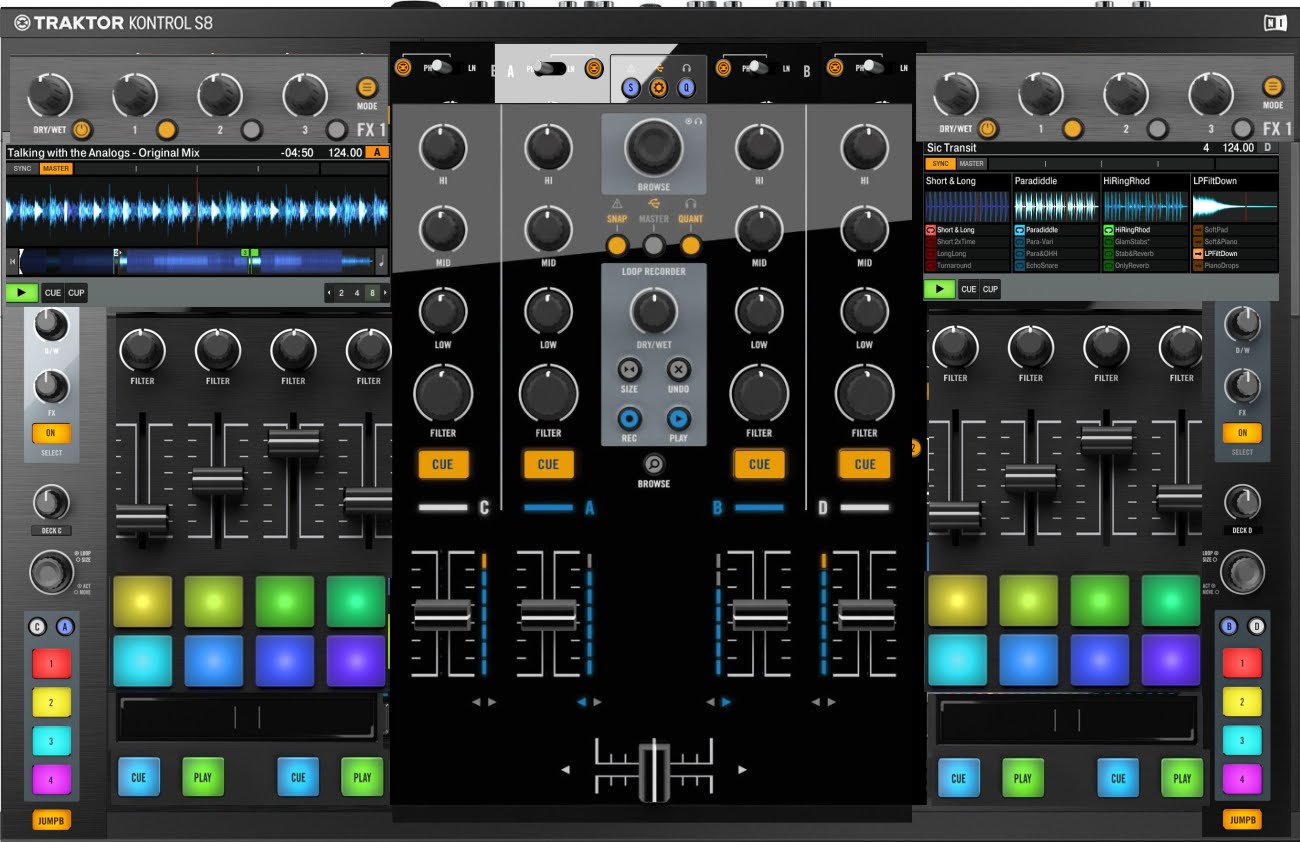 TRAKTOR KONTROL S8
NI
PH LN
A
PH LN
S Q
PH LN
B
PH LN
DRY/WET 1 2 3 MODE FX 1
Talking with the Analogs - Original Mix -04:50 124.00 A
SYNC MASTER
2 3
CUE CUP 2 4 8
D/W
FX
ON
SELECT
DECK C
LOOP SIZE
ACT MOVE
C A
1
2
3
4
JUMPB
FILTER FILTER FILTER FILTER
CUE PLAY CUE PLAY
HI HI HI HI
BROWSE
SNAP MASTER QUANT
MID MID MID MID
LOOP RECORDER
LOW LOW LOW LOW
DRY/WET
SIZE UNDO
REC PLAY
FILTER FILTER FILTER FILTER
CUE CUE CUE CUE
BROWSE
C A B D
DRY/WET 1 2 3 MODE FX 1
Sic Transit 4 124.00 D
SYNC MASTER
Short & Long Paradiddle HiRingRhod LPFiltDown
Short & Long Paradiddle HiRingRhod SoftPad
Short 2xTime Para-Vari GlamStabs* Soft&Piano
LongLong Para&OHH Stab&Reverb LPFiltDown
Turnaround EchoSnare OnlyReverb PianoDrops
CUE CUP
FILTER FILTER FILTER FILTER
2
D/W
FX
ON
SELECT
DECK D
LOOP SIZE
ACT MOVE
B D
1
2
3
4
JUMPB
CUE PLAY CUE PLAY